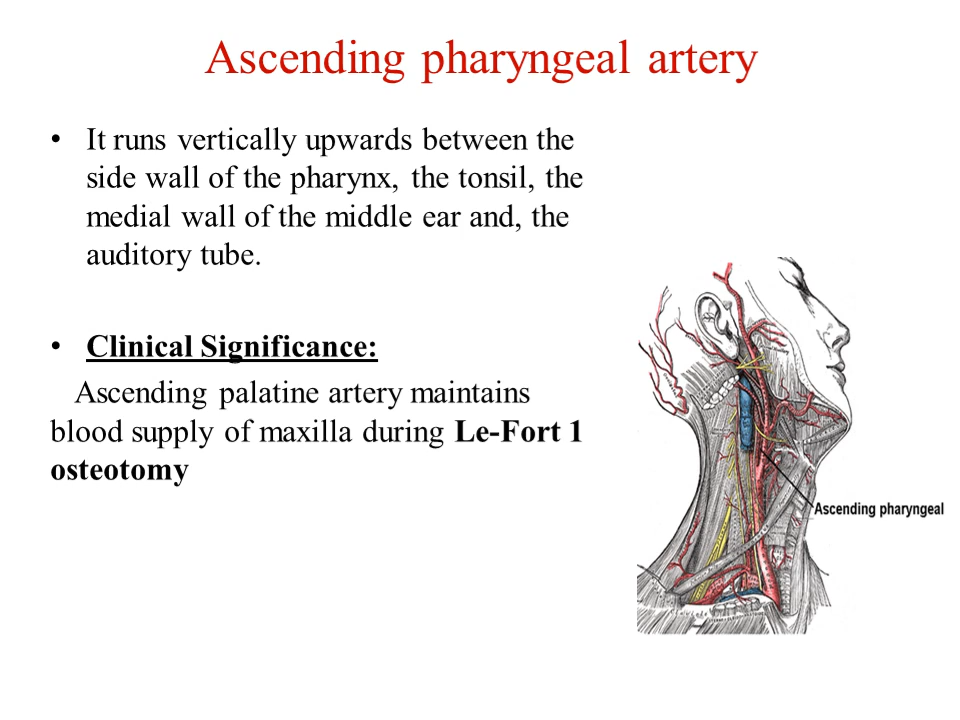 Ascending pharyngeal artery
• It runs vertically upwards between the
side wall of the pharynx, the tonsil, the
medial wall of the middle ear and, the
auditory tube.
• Clinical Significance:
Ascending palatine artery maintains
blood supply of maxilla during Le-Fort 1
osteotomy
Ascending pharyngeal